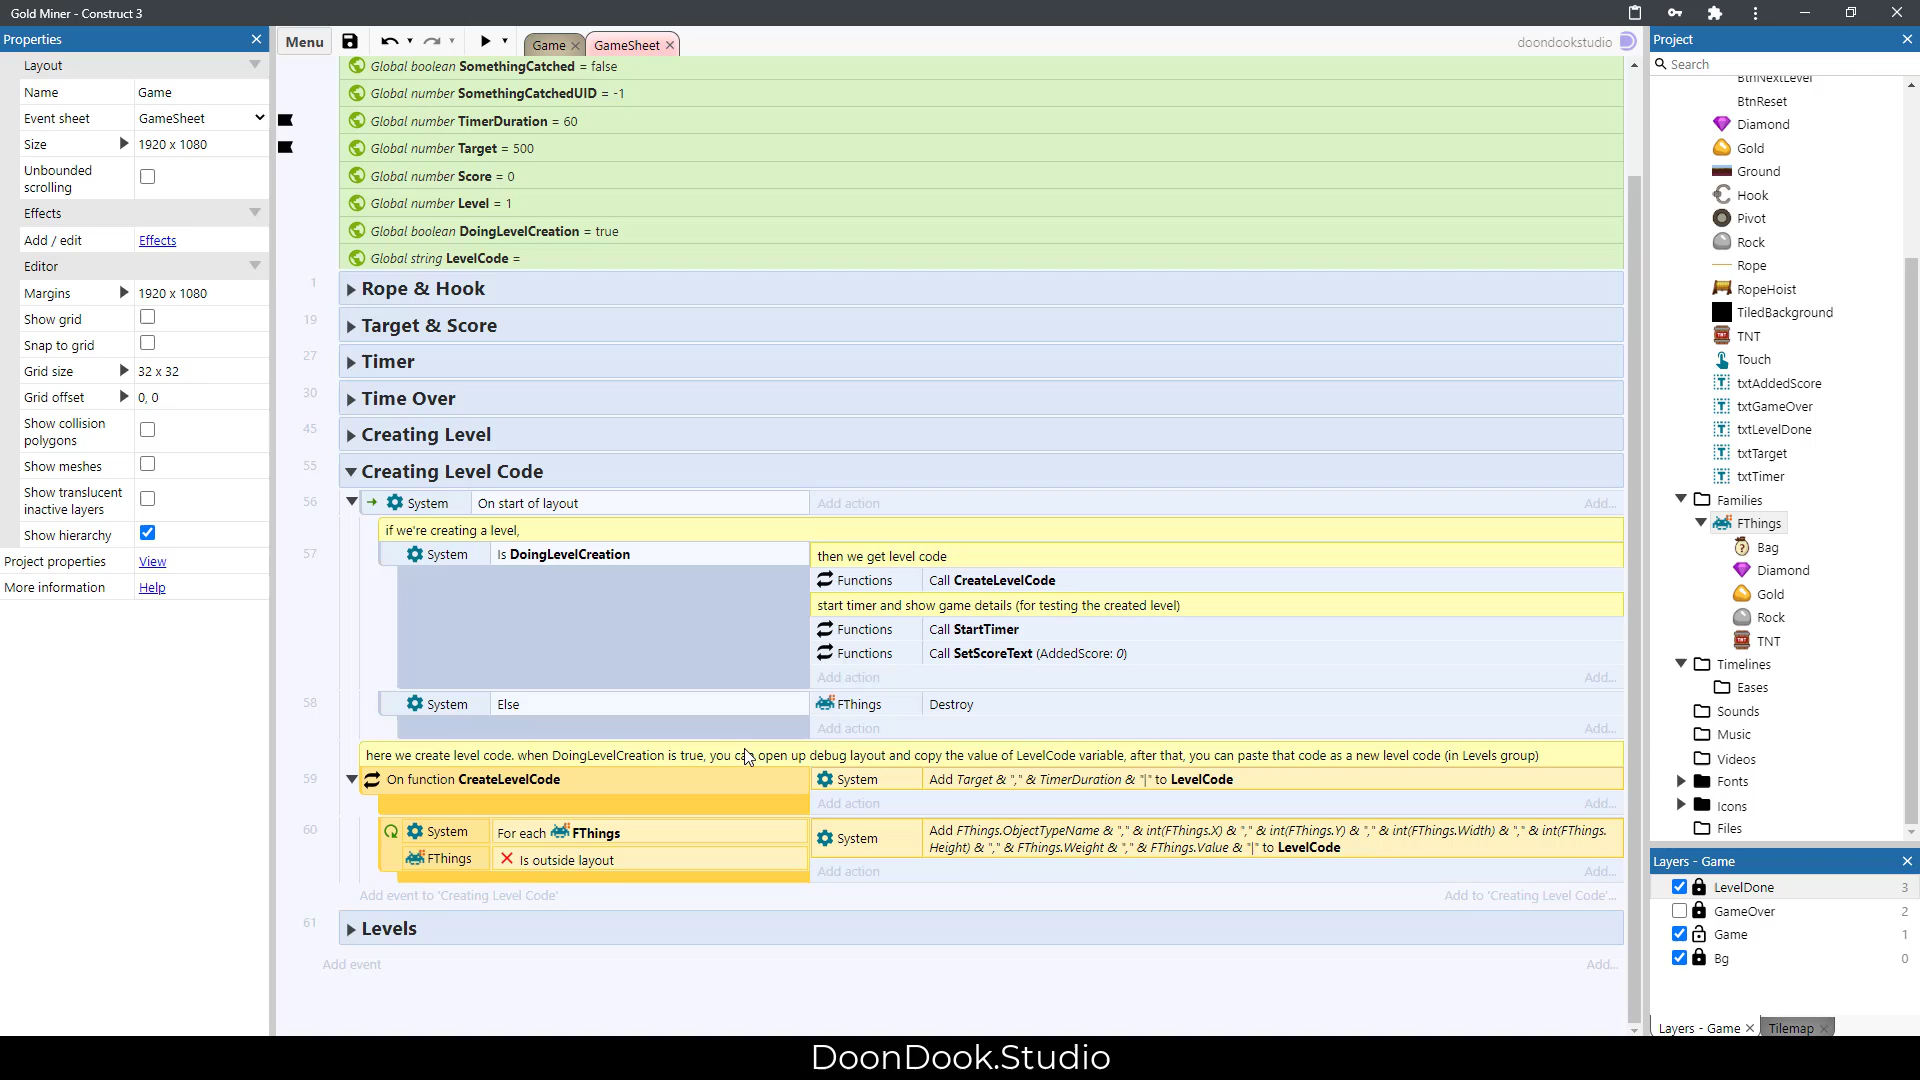 Gold Miner - Construct 3
Properties
Layout
Name Game
Event sheet GameSheet
Size 1920 x 1080
Unbounded
scrolling
Effects
Add / edit Effects
Editor
Margins 1920 x 1080
Show grid
Snap to grid
Grid size 32 x 32
Grid offset 0, 0
Show collision
polygons
Show meshes
Show translucent
inactive layers
Show hierarchy
Project properties View
More information Help
Menu
Game
GameSheet
doondookstudio
Global boolean SomethingCatched = false
Global number SomethingCatchedUID = -1
Global number TimerDuration = 60
Global number Target = 500
Global number Score = 0
Global number Level = 1
Global boolean DoingLevelCreation = true
Global string LevelCode =
1 Rope & Hook
19 Target & Score
27 Timer
30 Time Over
45 Creating Level
55 Creating Level Code
56 System On start of layout Add action Add...
if we're creating a level,
57 System Is DoingLevelCreation then we get level code
Functions Call CreateLevelCode
start timer and show game details (for testing the created level)
Functions Call StartTimer
Functions Call SetScoreText (AddedScore: 0)
Add action Add...
58 System Else FThings Destroy
Add action Add...
here we create level code. when DoingLevelCreation is true, you can open up debug layout and copy the value of LevelCode variable, after that, you can paste that code as a new level code (in Levels group)
59 On function CreateLevelCode System Add Target & "," & TimerDuration & "|" to LevelCode
Add action Add...
60 System For each FThings System Add FThings.ObjectTypeName & "," & int(FThings.X) & "," & int(FThings.Y) & "," & int(FThings.Width) & "," & int(FThings.
Height) & "," & FThings.Weight & "," & FThings.Value & "|" to LevelCode
FThings Is outside layout
Add action Add...
Add event to 'Creating Level Code' Add to 'Creating Level Code'...
61 Levels
Add event Add...
Project
Search
BtnNextLevel
BtnReset
Diamond
Gold
Ground
Hook
Pivot
Rock
Rope
RopeHoist
TiledBackground
TNT
Touch
txtAddedScore
txtGameOver
txtLevelDone
txtTarget
txtTimer
Families
FThings
Bag
Diamond
Gold
Rock
TNT
Timelines
Eases
Sounds
Music
Videos
Fonts
Icons
Files
Layers - Game
LevelDone 3
GameOver 2
Game 1
Bg 0
Layers - Game Tilemap
DoonDook.Studio